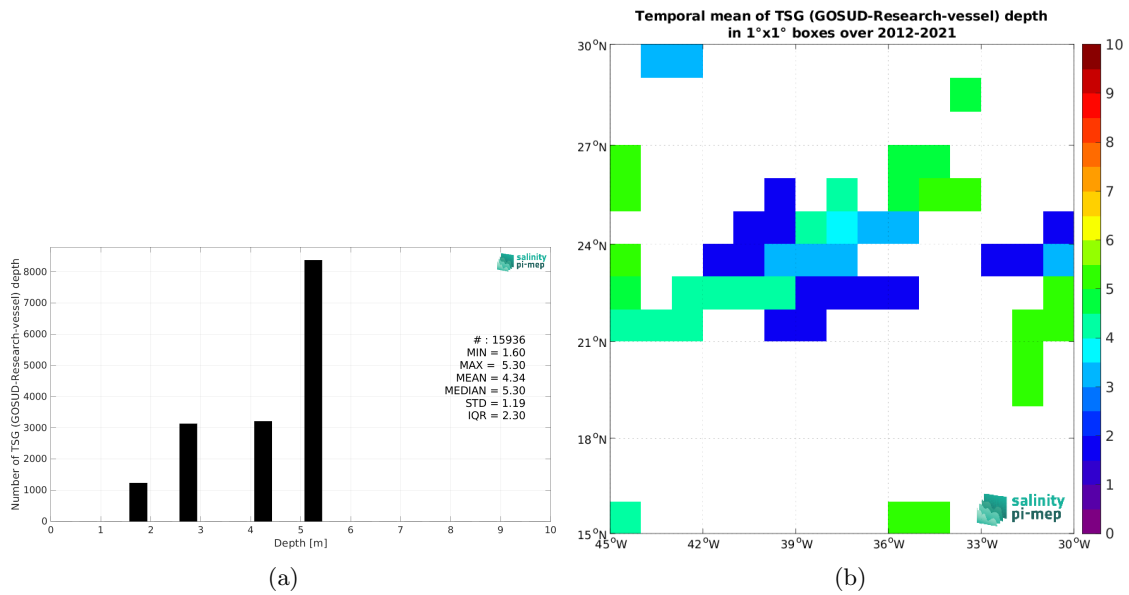 Number of TSG (GOSUD-Research-vessel) depth
8000
7000
6000
5000
4000
3000
2000
1000
0
0 1 2 3 4 5 6 7 8 9 10
Depth [m]
salinity
pi-mep
# : 15936
MIN = 1.60
MAX = 5.30
MEAN = 4.34
MEDIAN = 5.30
STD = 1.19
IQR = 2.30
(a)
Temporal mean of TSG (GOSUD-Research-vessel) depth
in 1°x1° boxes over 2012-2021
30°N
27°N
24°N
21°N
18°N
15°N
45°W 42°W 39°W 36°W 33°W 30°W
salinity
pi-mep
10
9
8
7
6
5
4
3
2
1
0
(b)